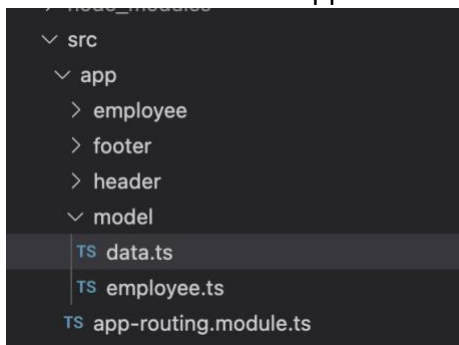 src
app
employee
footer
header
model
TS data.ts
TS employee.ts
TS app-routing.module.ts